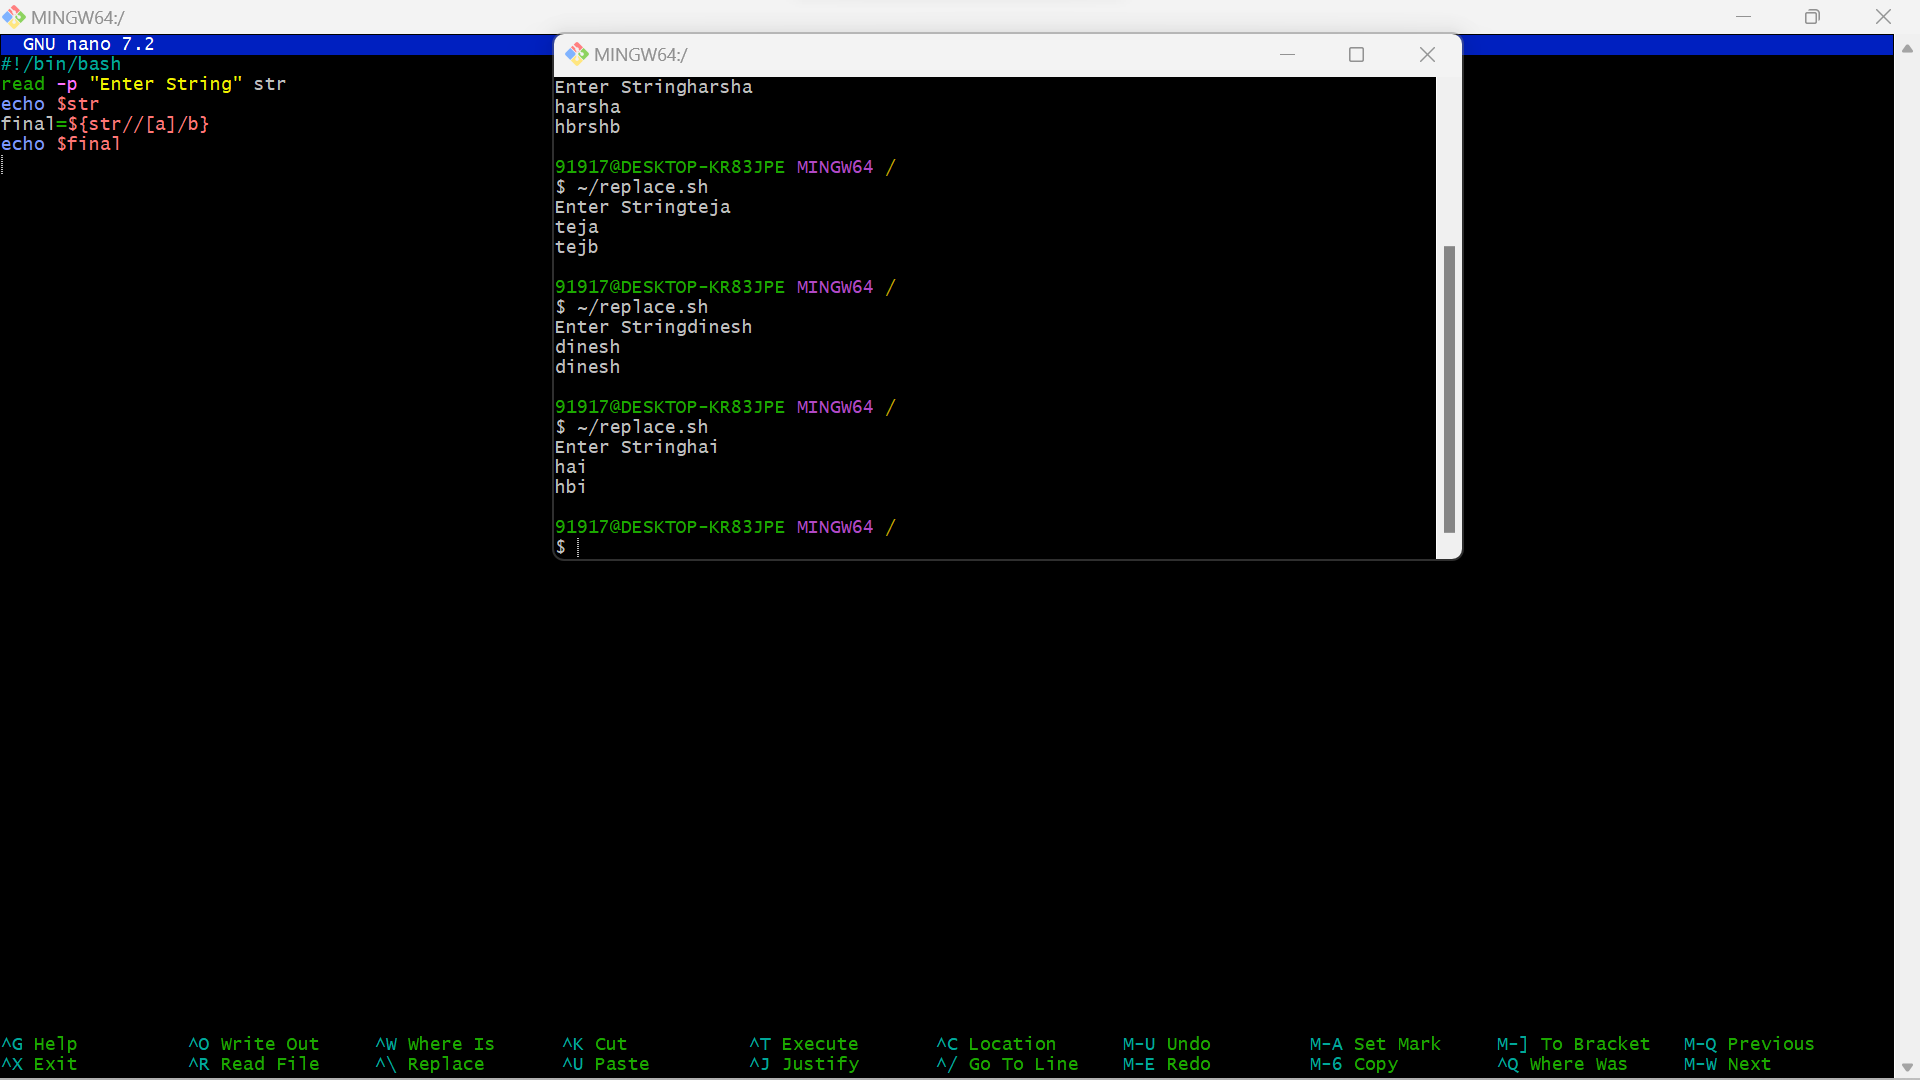 MINGW64:/
GNU nano 7.2
#!/bin/bash
read -p "Enter String" str
echo $str
final=${str//[a]/b}
echo $final
MINGW64:/
Enter Stringharsha
harsha
hbrshb
91917@DESKTOP-KR83JPE MINGW64 /
$ ~/replace.sh
Enter Stringteja
teja
tejb
91917@DESKTOP-KR83JPE MINGW64 /
$ ~/replace.sh
Enter Stringdinesh
dinesh
dinesh
91917@DESKTOP-KR83JPE MINGW64 /
$ ~/replace.sh
Enter Stringhai
hai
hbi
91917@DESKTOP-KR83JPE MINGW64 /
$
^G Help ^O Write Out ^W Where Is ^K Cut ^T Execute ^C Location M-U Undo M-A Set Mark M-] To Bracket M-Q Previous
^X Exit ^R Read File ^\ Replace ^U Paste ^J Justify ^/ Go To Line M-E Redo M-6 Copy ^Q Where Was M-W Next